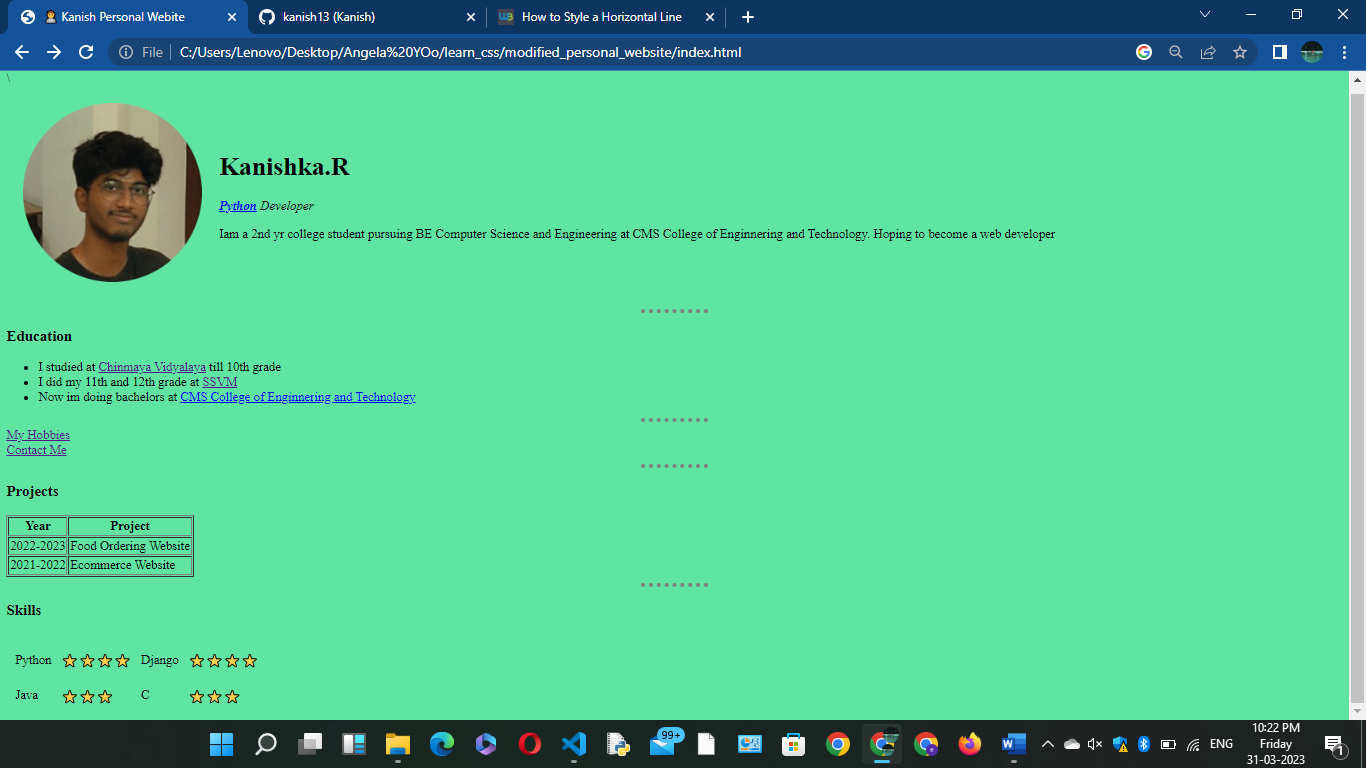 Kanish Personal Webite
kanish13 (Kanish)
How to Style a Horizontal Line
File
C:/Users/Lenovo/Desktop/Angela%20YOo/learn_css/modified_personal_website/index.html
\
Kanishka.R
Python Developer
Iam a 2nd yr college student pursuing BE Computer Science and Engineering at CMS College of Enginnering and Technology. Hoping to become a web developer
Education
I studied at Chinmaya Vidyalaya till 10th grade
I did my 11th and 12th grade at SSVM
Now im doing bachelors at CMS College of Enginnering and Technology
My Hobbies
Contact Me
Projects
Year Project
2022-2023 Food Ordering Website
2021-2022 Ecommerce Website
Skills
Python Django
Java C
99+
ENG
10:22 PM
Friday
31-03-2023
1